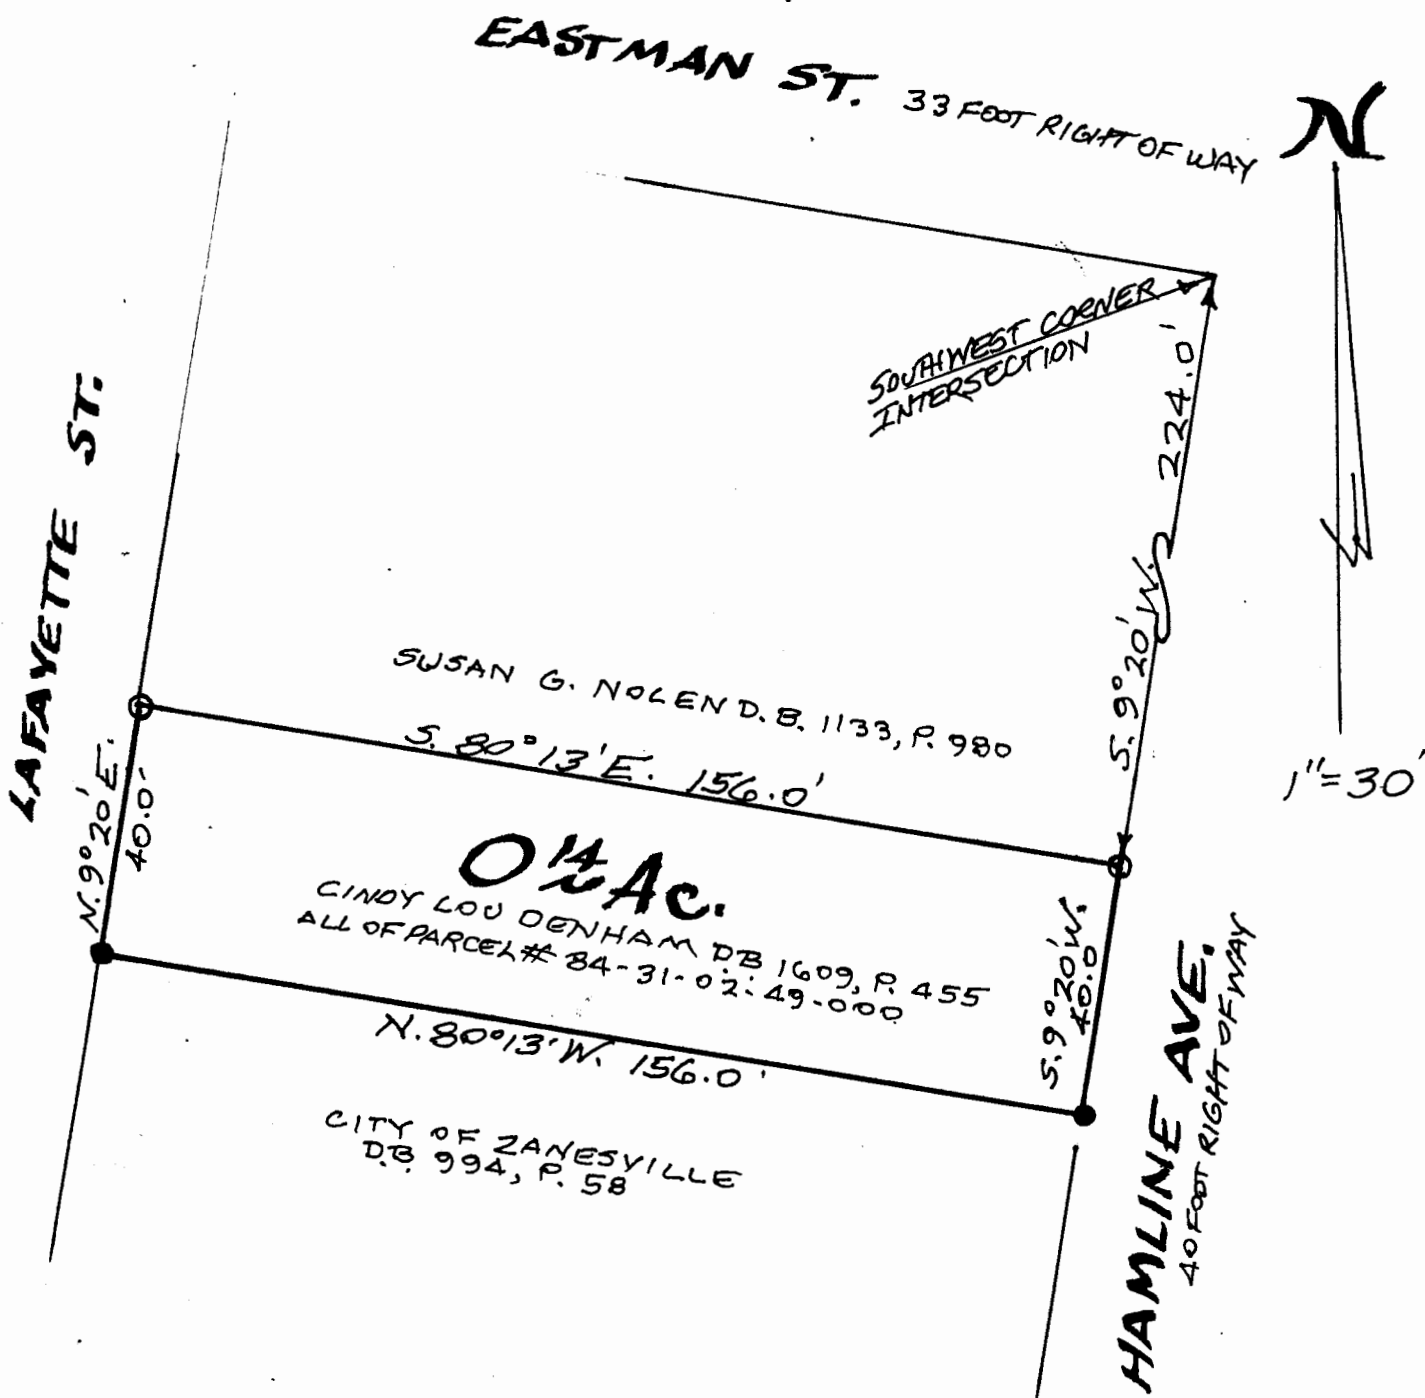 EASTMAN ST. 33 FOOT RIGHT OF WAY
N
SOUTHWEST CORNER
INTERSECTION
224.0'
S. 9° 20' W.
LAFAYETTE ST.
1" = 30'
SUSAN G. NOLEN D.B. 1133, P. 980
S. 80° 13' E. 156.0'
N. 9° 20' E.
40.0'
0 14 Ac.
CINDY LOU DENHAM D.B. 1609, P. 455
ALL OF PARCEL # 84-31-02-49-000
S. 9° 20' W.
40.0'
N. 80° 13' W. 156.0'
CITY OF ZANESVILLE
D.B. 994, P. 58
HAMLINE AVE.
40 FOOT RIGHT OF WAY